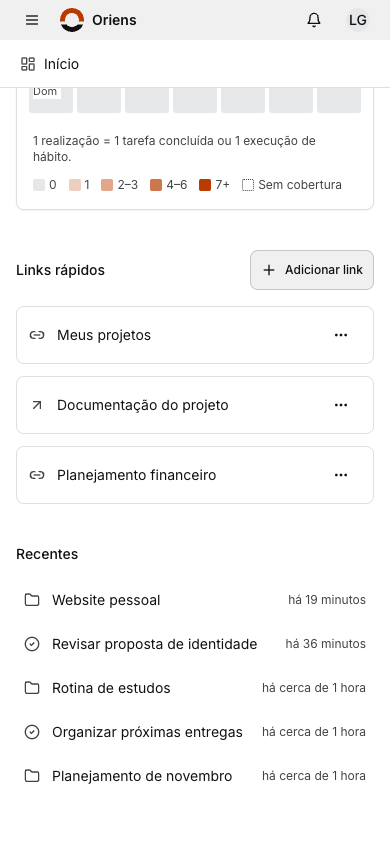 Oriens
LG
Início
Dom
1 realização = 1 tarefa concluída ou 1 execução de
hábito.
0 1 2–3 4–6 7+ Sem cobertura
Links rápidos
Adicionar link
Meus projetos
Documentação do projeto
Planejamento financeiro
Recentes
Website pessoal há 19 minutos
Revisar proposta de identidade há 36 minutos
Rotina de estudos há cerca de 1 hora
Organizar próximas entregas há cerca de 1 hora
Planejamento de novembro há cerca de 1 hora